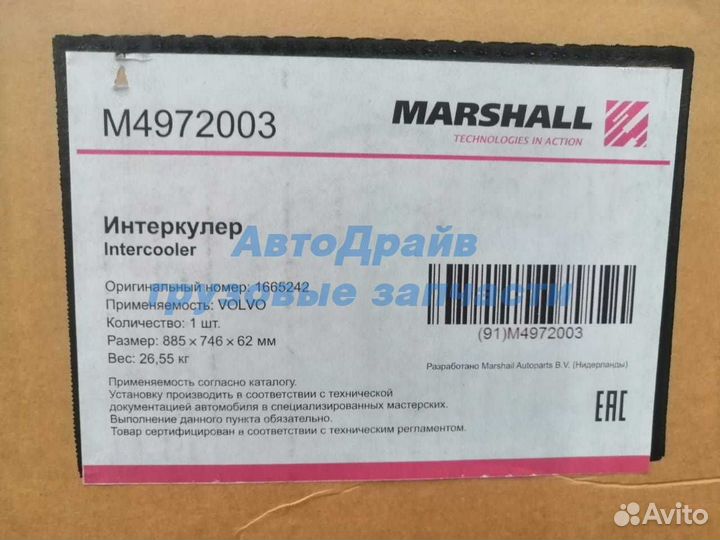 M4972003
MARSHALL
TECHNOLOGIES IN ACTION
Интеркулер
Intercooler
АвтоДрайв
грузовые запчасти
Оригинальный номер: 1665242
Применяемость: VOLVO
Количество: 1 шт.
Размер: 885 × 746 × 62 мм
Вес: 26,55 кг
(91)M4972003
Разработано Marshall Autoparts B.V. (Нидерланды)
Применяемость согласно каталогу.
Установку производить в соответствии с технической
документацией автомобиля в специализированных мастерских.
Выполнение данного пункта обязательно.
Товар сертифицирован в соответствии с техническим регламентом.
EAC
Avito